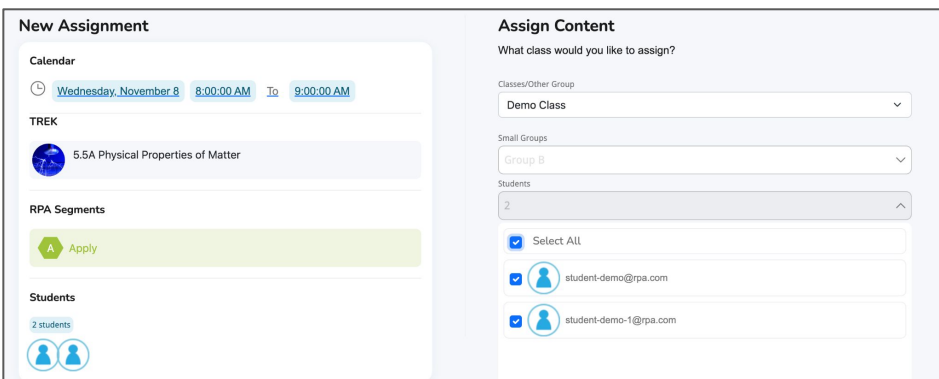 New Assignment
Calendar
Wednesday, November 8 8:00:00 AM To 9:00:00 AM
TREK
5.5A Physical Properties of Matter
RPA Segments
A Apply
Students
2 students
Assign Content
What class would you like to assign?
Classes/Other Group
Demo Class
Small Groups
Group B
Students
2
Select All
student-demo@rpa.com
student-demo-1@rpa.com